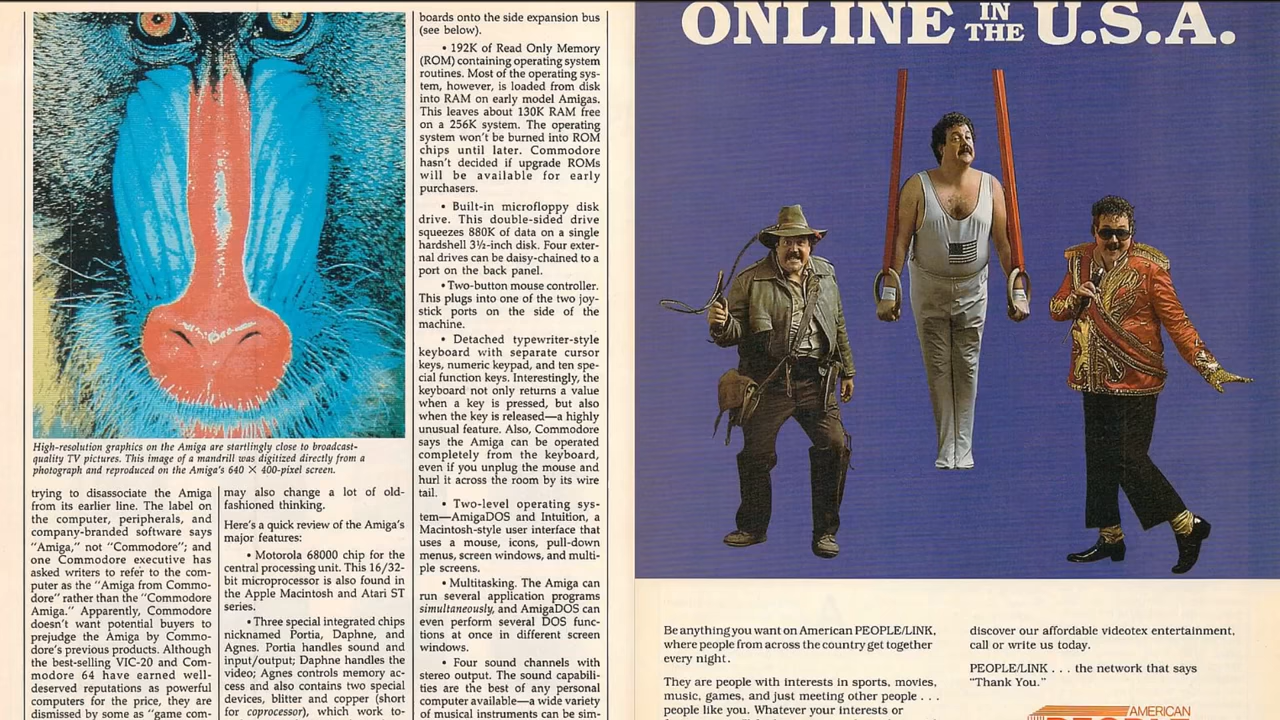 High-resolution graphics on the Amiga are startlingly close to broadcast-
quality TV pictures. This image of a mandrill was digitized directly from a
photograph and reproduced on the Amiga's 640 × 400-pixel screen.
trying to disassociate the Amiga
from its earlier line. The label on
the computer, peripherals, and
company-branded software says
"Amiga," not "Commodore"; and
one Commodore executive has
asked writers to refer to the com-
puter as the "Amiga from Commo-
dore" rather than the "Commodore
Amiga." Apparently, Commodore
doesn't want potential buyers to
prejudge the Amiga by Commo-
dore's previous products. Although
the best-selling VIC-20 and Com-
modore 64 have earned well-
deserved reputations as powerful
computers for the price, they are
dismissed by some as "game com-
may also change a lot of old-
fashioned thinking.
Here's a quick review of the Amiga's
major features:
• Motorola 68000 chip for the
central processing unit. This 16/32-
bit microprocessor is also found in
the Apple Macintosh and Atari ST
series.
• Three special integrated chips
nicknamed Portia, Daphne, and
Agnes. Portia handles sound and
input/output; Daphne handles the
video; Agnes controls memory ac-
cess and also contains two special
devices, blitter and copper (short
for coprocessor), which work to-
boards onto the side expansion bus
(see below).
• 192K of Read Only Memory
(ROM) containing operating system
routines. Most of the operating sys-
tem, however, is loaded from disk
into RAM on early model Amigas.
This leaves about 130K RAM free
on a 256K system. The operating
system won't be burned into ROM
chips until later. Commodore
hasn't decided if upgrade ROMs
will be available for early
purchasers.
• Built-in microfloppy disk
drive. This double-sided drive
squeezes 880K of data on a single
hardshell 3½-inch disk. Four exter-
nal drives can be daisy-chained to a
port on the back panel.
• Two-button mouse controller.
This plugs into one of the two joy-
stick ports on the side of the
machine.
• Detached typewriter-style
keyboard with separate cursor
keys, numeric keypad, and ten spe-
cial function keys. Interestingly, the
keyboard not only returns a value
when a key is pressed, but also
when the key is released—a highly
unusual feature. Also, Commodore
says the Amiga can be operated
completely from the keyboard,
even if you unplug the mouse and
hurl it across the room by its wire
tail.
• Two-level operating sys-
tem—AmigaDOS and Intuition, a
Macintosh-style user interface that
uses a mouse, icons, pull-down
menus, screen windows, and multi-
ple screens.
• Multitasking. The Amiga can
run several application programs
simultaneously, and AmigaDOS can
even perform several DOS func-
tions at once in different screen
windows.
• Four sound channels with
stereo output. The sound capabili-
ties are the best of any personal
computer available—a wide variety
of musical instruments can be sim-
ONLINE IN THE U.S.A.
Be anything you want on American PEOPLE/LINK,
where people from across the country get together
every night.
They are people with interests in sports, movies,
music, games, and just meeting other people . . .
people like you. Whatever your interests or
discover our affordable videotex entertainment,
call or write us today.
PEOPLE/LINK . . . the network that says
"Thank You."
AMERICAN